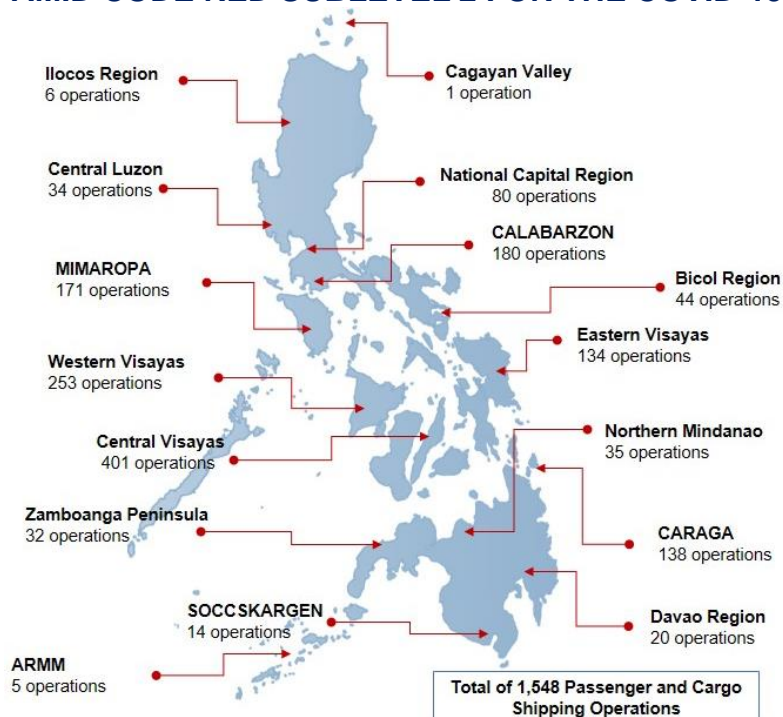 Ilocos Region
6 operations
Cagayan Valley
1 operation
Central Luzon
34 operations
National Capital Region
80 operations
CALABARZON
180 operations
MIMAROPA
171 operations
Bicol Region
44 operations
Eastern Visayas
134 operations
Western Visayas
253 operations
Northern Mindanao
35 operations
Central Visayas
401 operations
Zamboanga Peninsula
32 operations
CARAGA
138 operations
SOCCSKARGEN
14 operations
Davao Region
20 operations
ARMM
5 operations
Total of 1,548 Passenger and Cargo
Shipping Operations